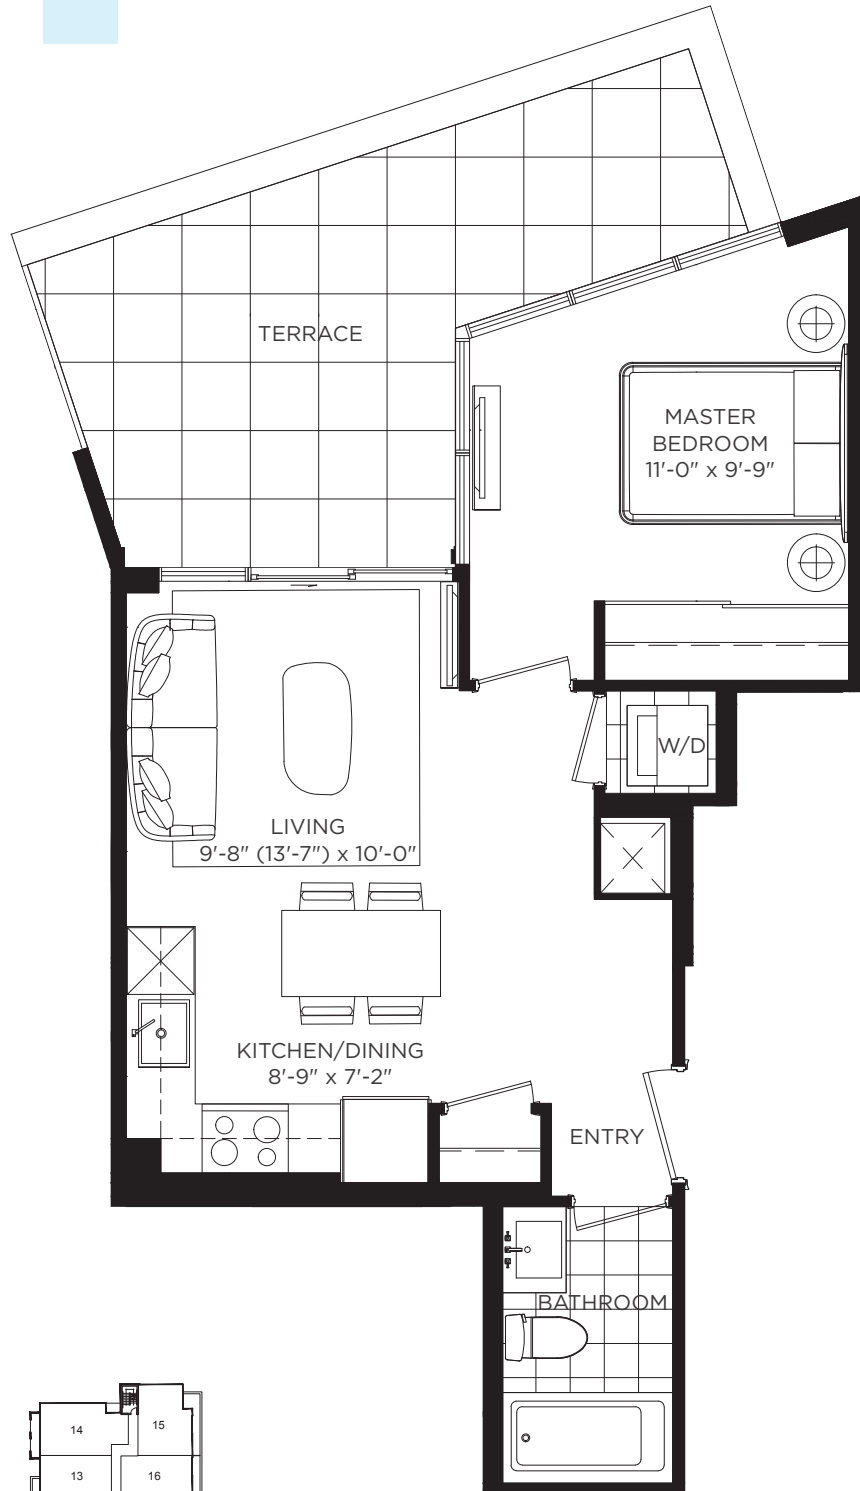 TERRACE
MASTER
BEDROOM
11'-0" x 9'-9"
W/D
LIVING
9'-8" (13'-7") x 10'-0"
KITCHEN/DINING
8'-9" x 7'-2"
ENTRY
BATHROOM
14
15
13
16